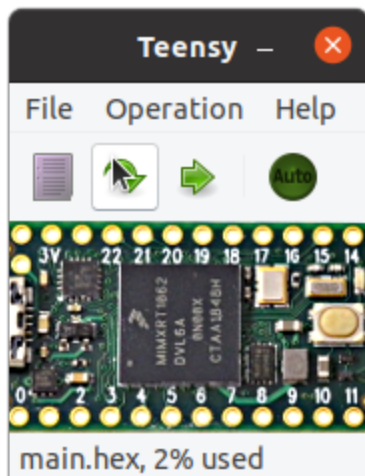 Teensy
File Operation Help
Auto
3V 22 21 20 19 18 17 16 15 14
MIMXRT1062
DVL6A
0N00X
CTAA1848H
0 2 3 4 5 6 7 8 9 10 11
main.hex, 2% used